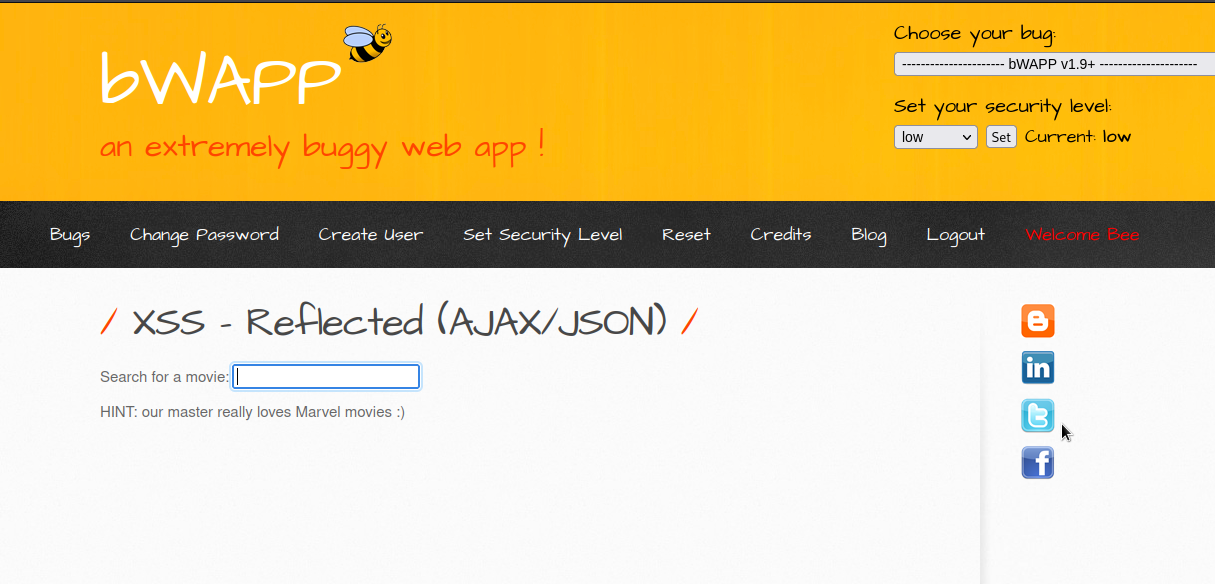 bWAPP
an extremely buggy web app !
Choose your bug:
---------------------- bWAPP v1.9+ ---------------------
Set your security level:
low Set Current: low
Bugs Change Password Create User Set Security Level Reset Credits Blog Logout Welcome Bee
/ XSS - Reflected (AJAX/JSON) /
Search for a movie:
HINT: our master really loves Marvel movies :)